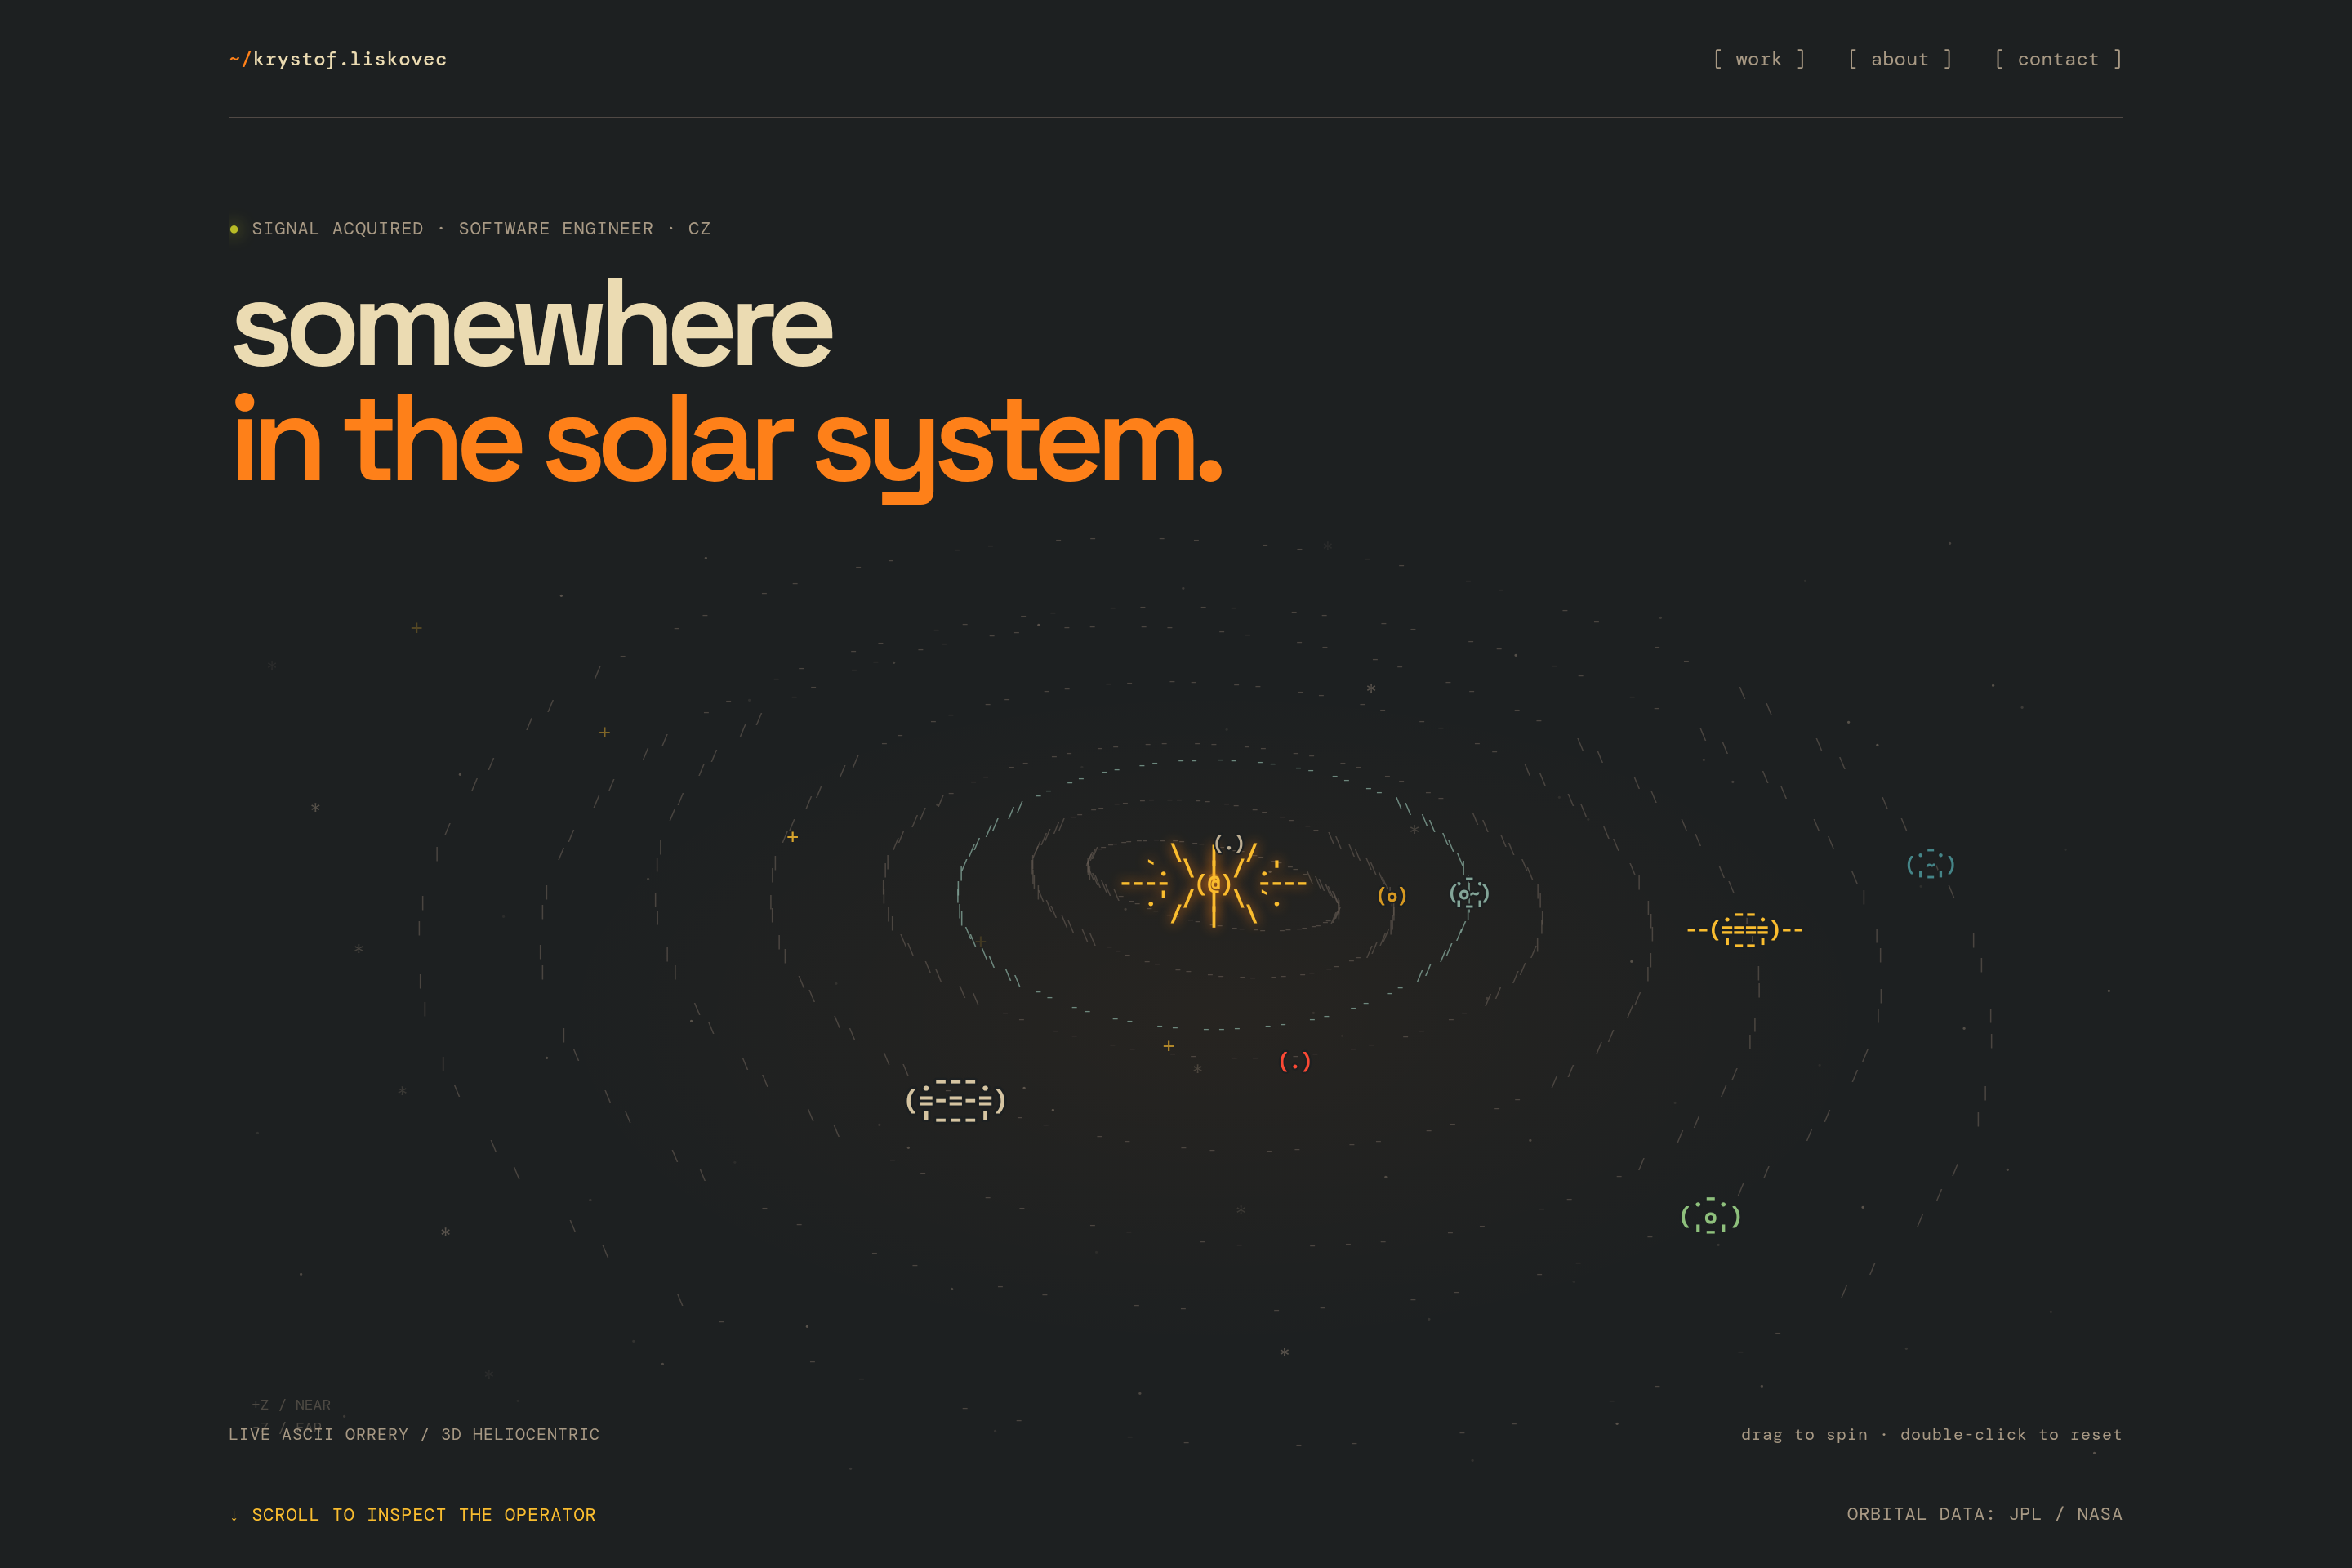 ~/krystof.liskovec
[ work ] [ about ] [ contact ]
SIGNAL ACQUIRED · SOFTWARE ENGINEER · CZ
somewhere
in the solar system.
+Z / NEAR
-Z / FAR
LIVE ASCII ORRERY / 3D HELIOCENTRIC
drag to spin · double-click to reset
↓ SCROLL TO INSPECT THE OPERATOR
ORBITAL DATA: JPL / NASA